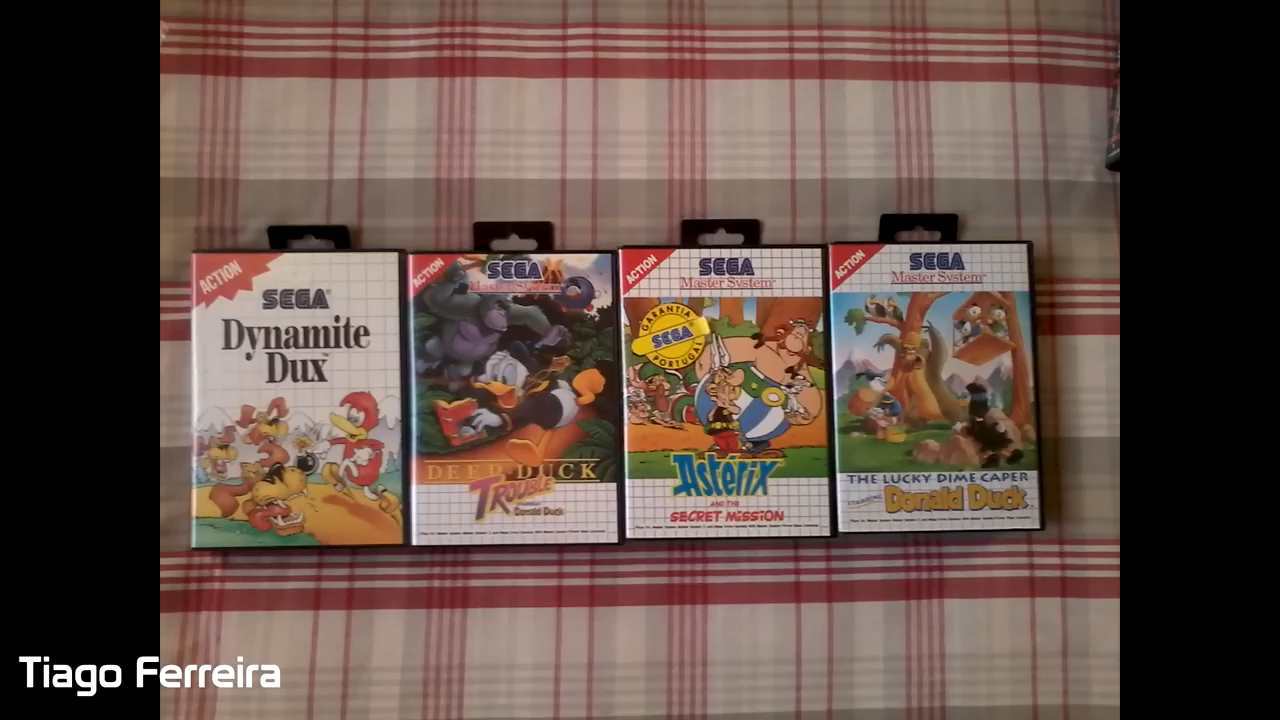 ACTION
SEGA
Dynamite
Dux
ACTION
SEGA
Master System
DEEP DUCK
TROUBLE
Donald Duck
ACTION
SEGA
Master System
GARANTIA
SEGA
PORTUGAL
Astérix
AND THE
SECRET MISSION
ACTION
SEGA
Master System
THE LUCKY DIME CAPER
STARRING
Donald Duck
Tiago Ferreira